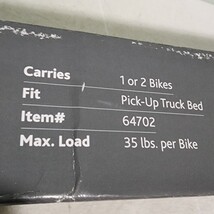 Carries 1 or 2 Bikes
Fit Pick-Up Truck Bed
Item# 64702
Max. Load 35 lbs. per Bike